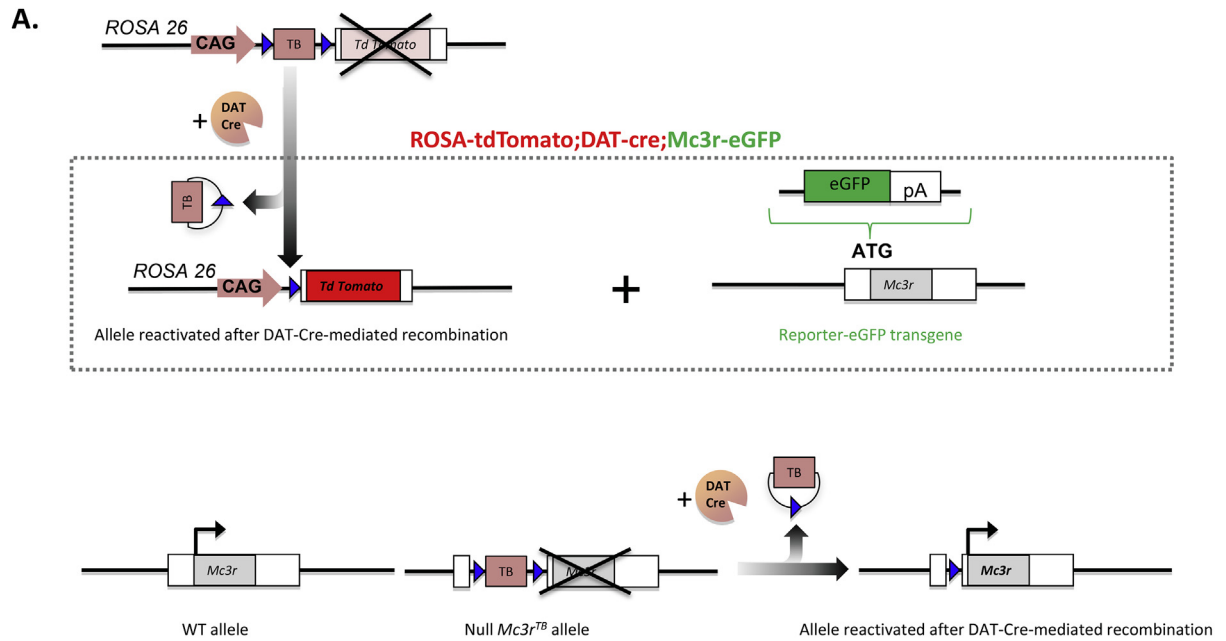 A.
ROSA 26
CAG
TB
Td Tomato
+
DAT
Cre
ROSA-tdTomato;DAT-cre;Mc3r-eGFP
TB
eGFP
pA
ATG
ROSA 26
CAG
Td Tomato
+
Mc3r
Allele reactivated after DAT-Cre-mediated recombination
Reporter-eGFP transgene
+
DAT
Cre
TB
Mc3r
TB
Mc3r
Mc3r
WT allele
Null Mc3rTB allele
Allele reactivated after DAT-Cre-mediated recombination